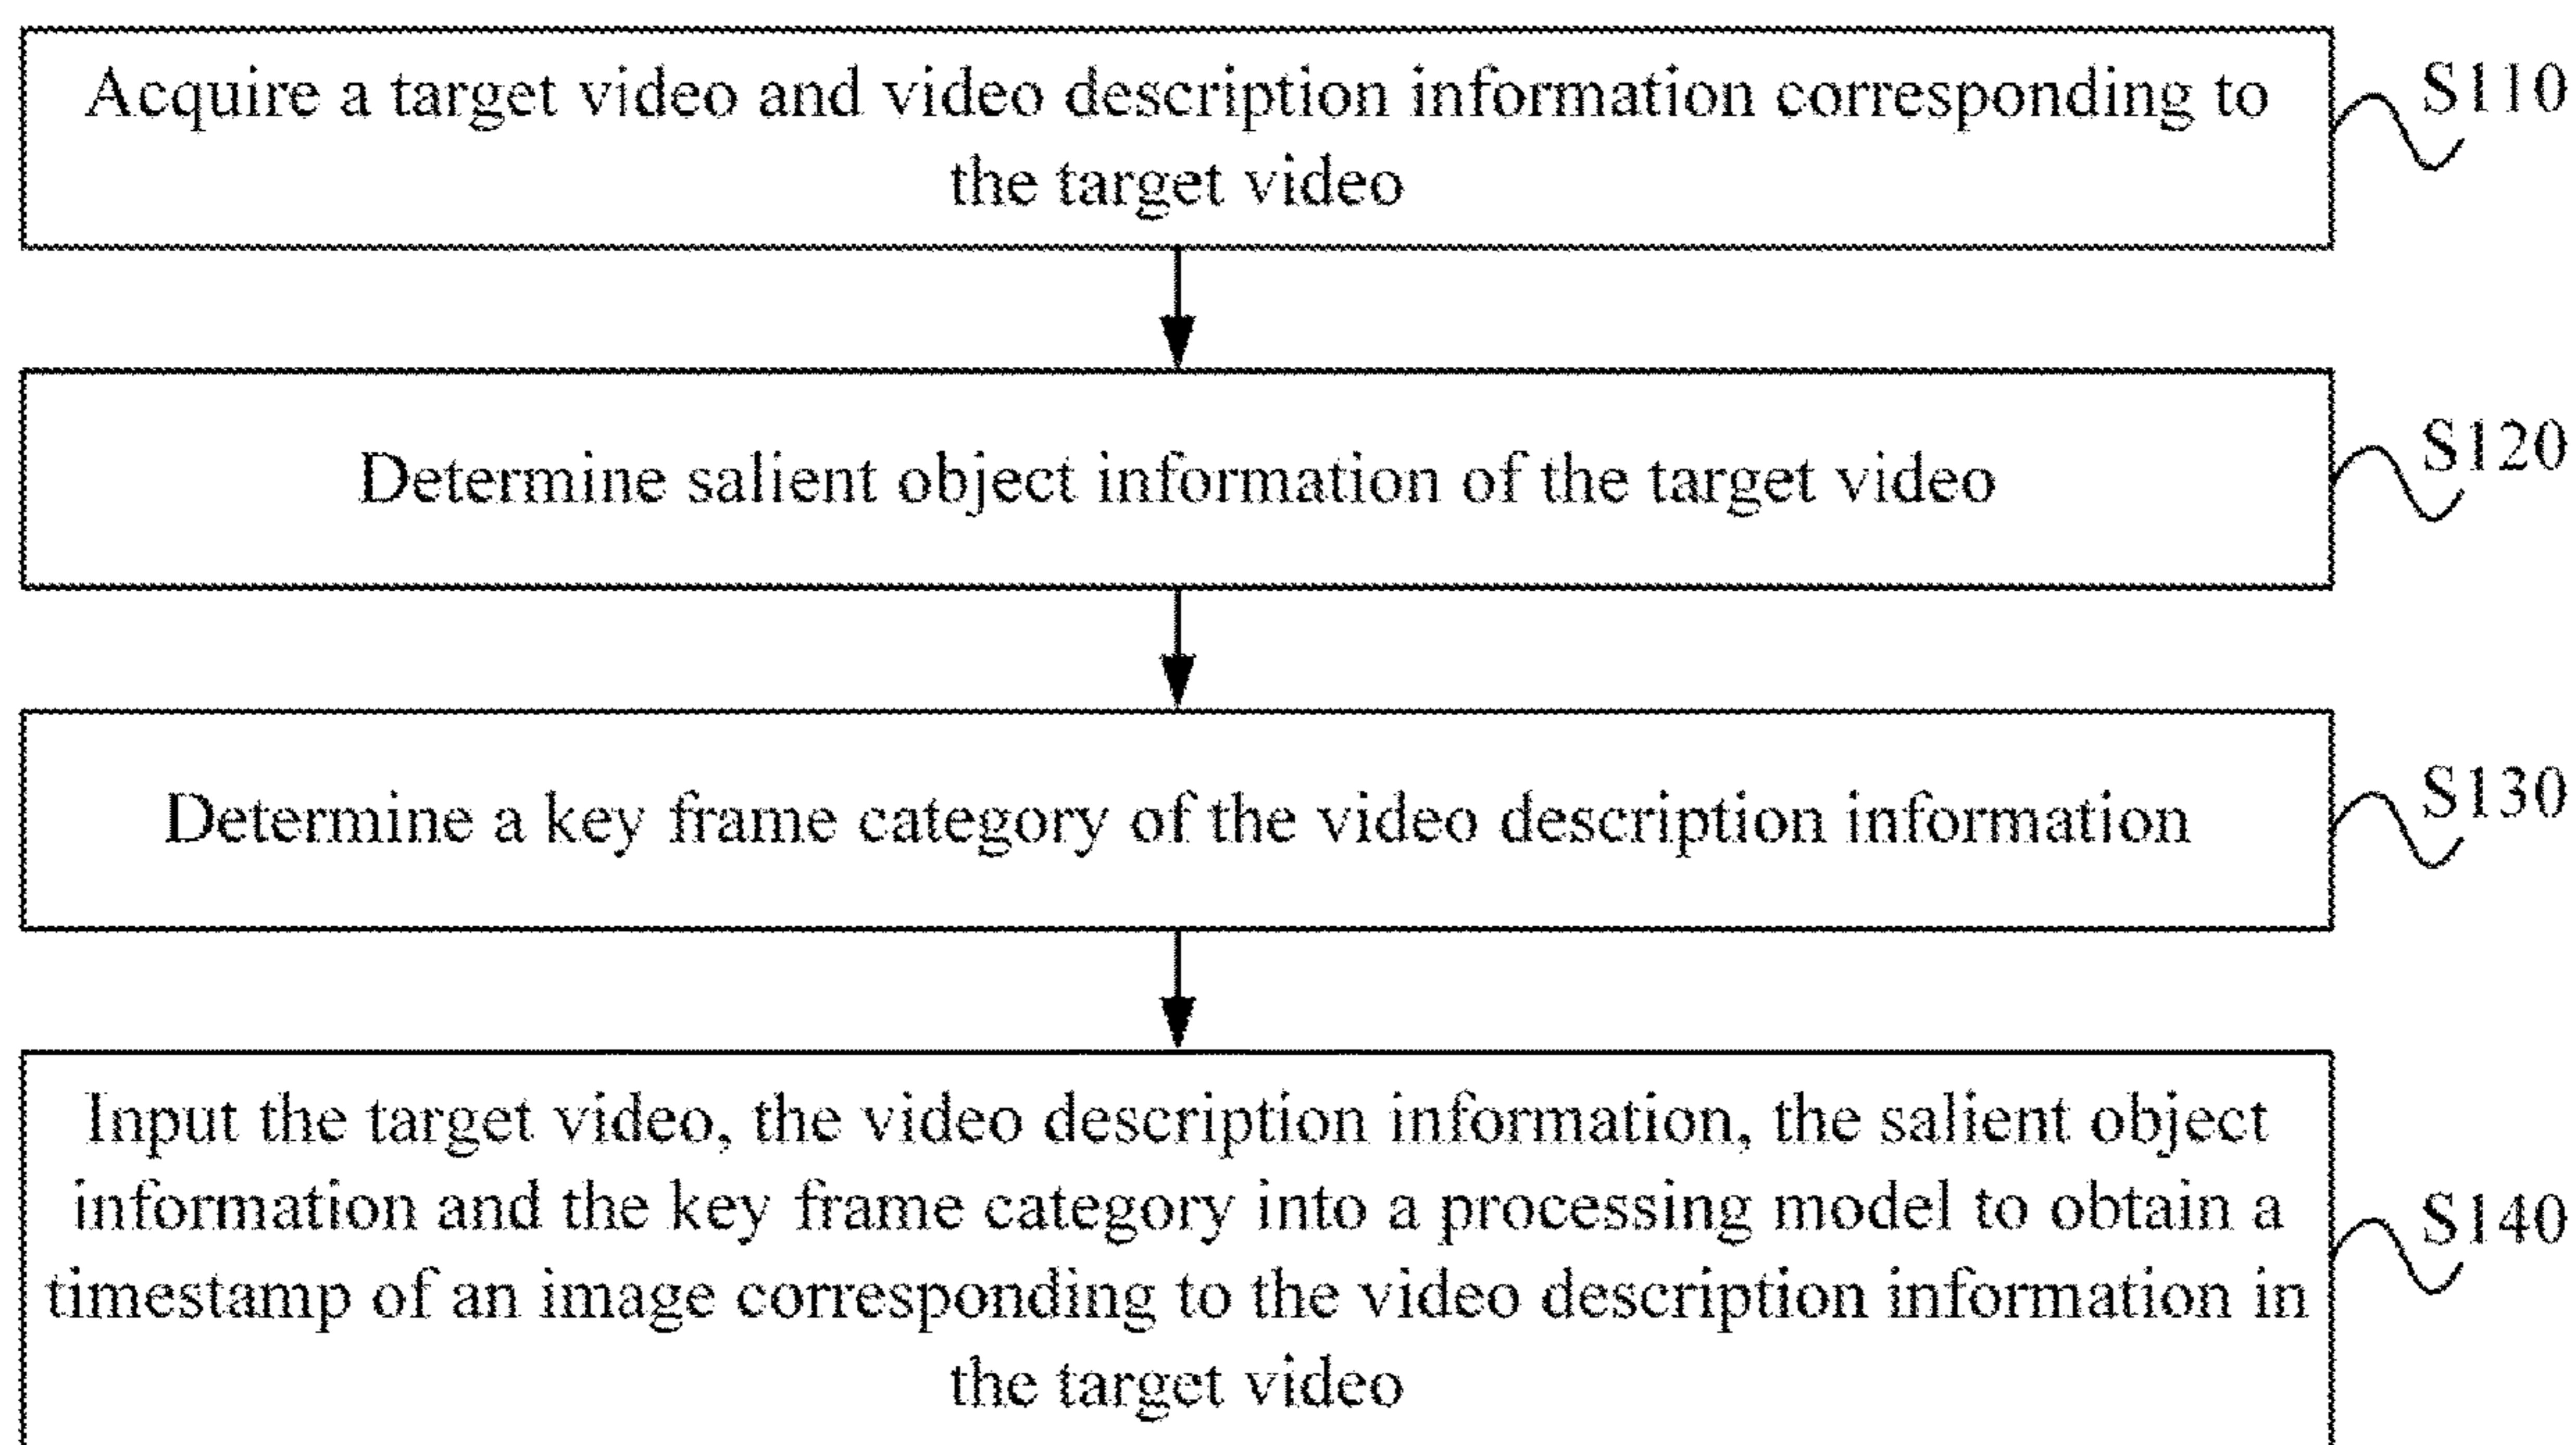 Acquire a target video and video description information corresponding to
the target video
S110
Determine salient object information of the target video
S120
Determine a key frame category of the video description information
S130
Input the target video, the video description information, the salient object
information and the key frame category into a processing model to obtain a
timestamp of an image corresponding to the video description information in
the target video
S140